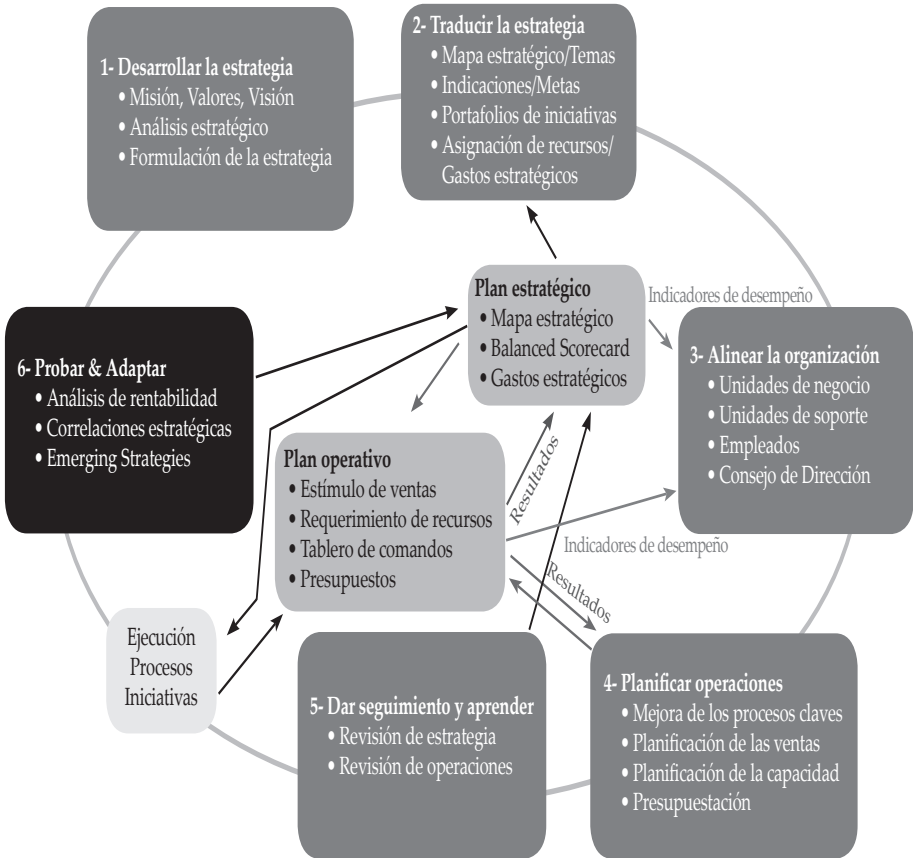 1- Desarrollar la estrategia
• Misión, Valores, Visión
• Análisis estratégico
• Formulación de la estrategia
2- Traducir la estrategia
• Mapa estratégico/Temas
• Indicaciones/Metas
• Portafolios de iniciativas
• Asignación de recursos/
Gastos estratégicos
Plan estratégico
• Mapa estratégico
• Balanced Scorecard
• Gastos estratégicos
Indicadores de desempeño
3- Alinear la organización
• Unidades de negocio
• Unidades de soporte
• Empleados
• Consejo de Dirección
6- Probar & Adaptar
• Análisis de rentabilidad
• Correlaciones estratégicas
• Emerging Strategies
Plan operativo
• Estímulo de ventas
• Requerimiento de recursos
• Tablero de comandos
• Presupuestos
Resultados
Indicadores de desempeño
Resultados
Ejecución
Procesos
Iniciativas
5- Dar seguimiento y aprender
• Revisión de estrategia
• Revisión de operaciones
4- Planificar operaciones
• Mejora de los procesos claves
• Planificación de las ventas
• Planificación de la capacidad
• Presupuestación